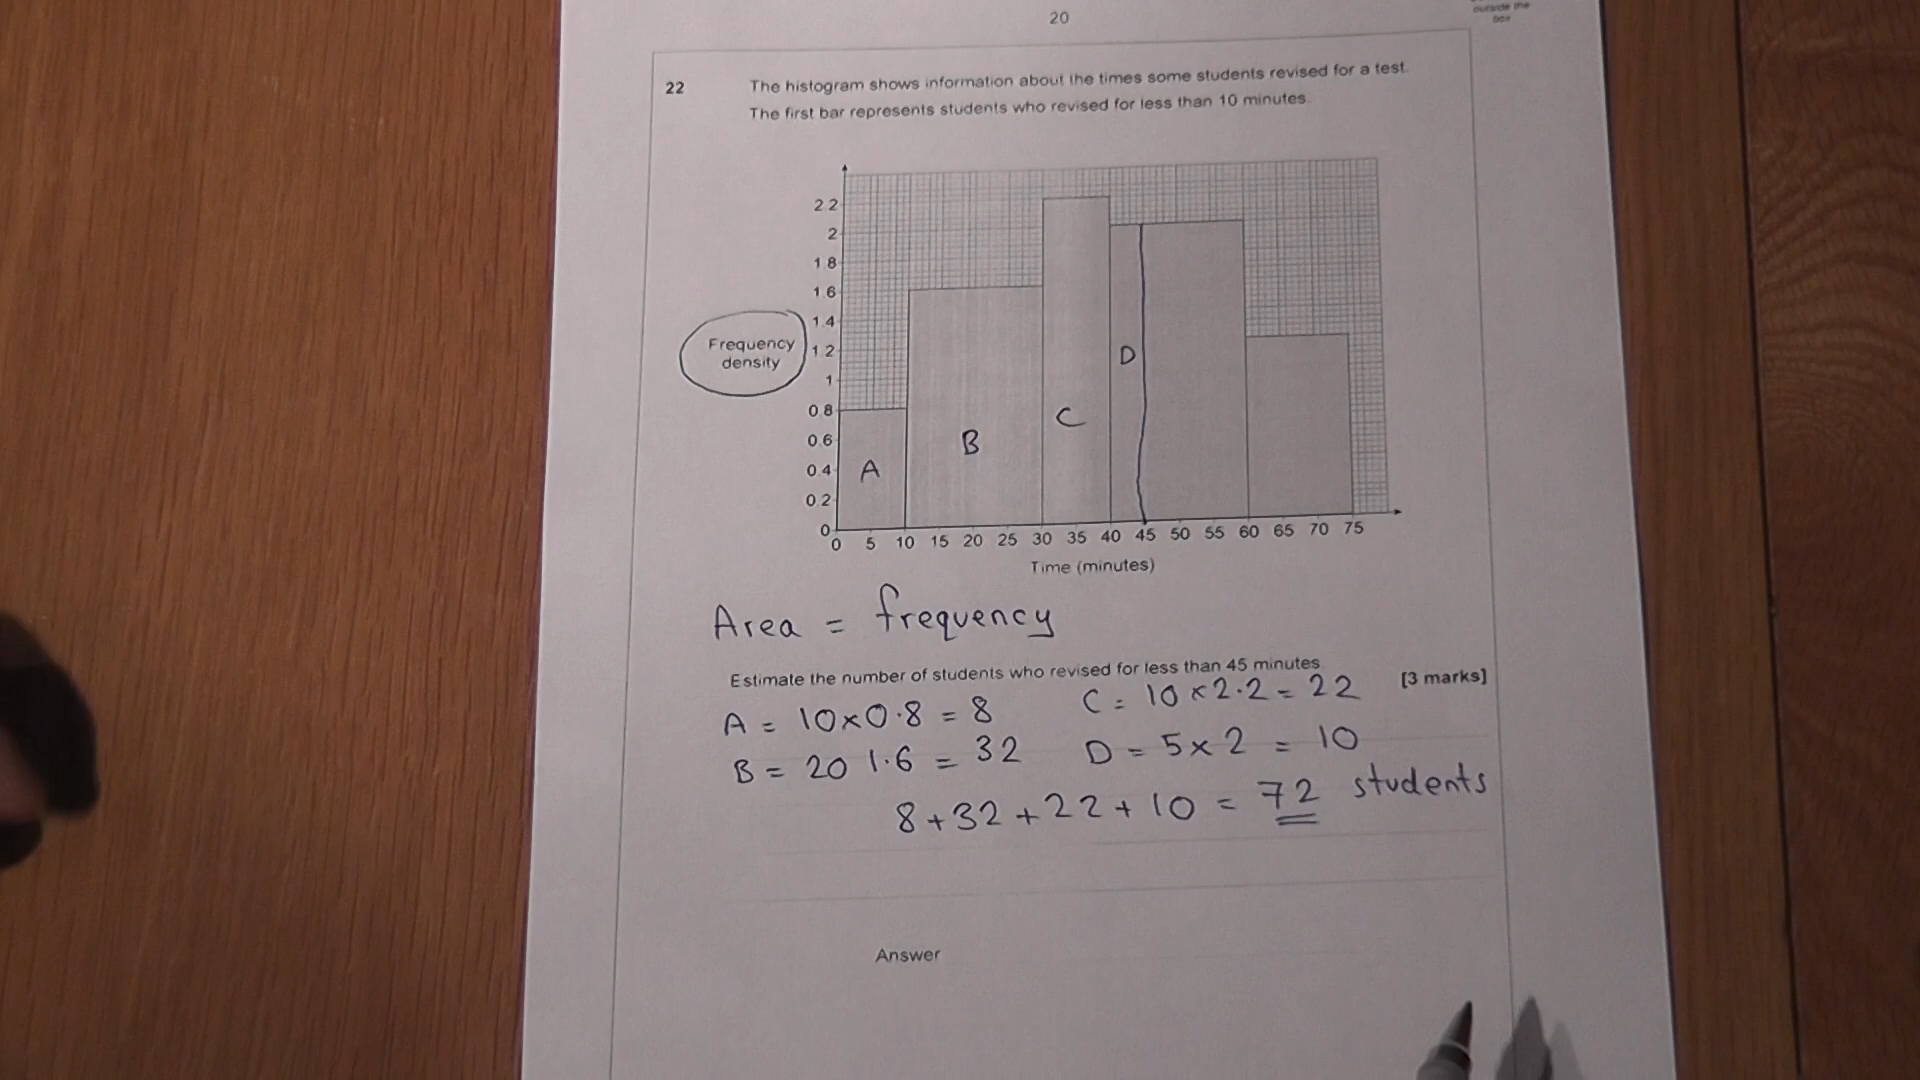 20
outside the
box
22 The histogram shows information about the times some students revised for a test.
The first bar represents students who revised for less than 10 minutes.
2.2
2
1.8
1.6
1.4
Frequency
density
1.2
1
0.8
0.6
0.4
0.2
0
A
B
C
D
0 5 10 15 20 25 30 35 40 45 50 55 60 65 70 75
Time (minutes)
Area = frequency
Estimate the number of students who revised for less than 45 minutes.
[3 marks]
A = 10x0.8 = 8 C = 10 x 2.2 = 22
B = 20 1.6 = 32 D = 5 x 2 = 10
8+32+22+10 = 72 students
Answer